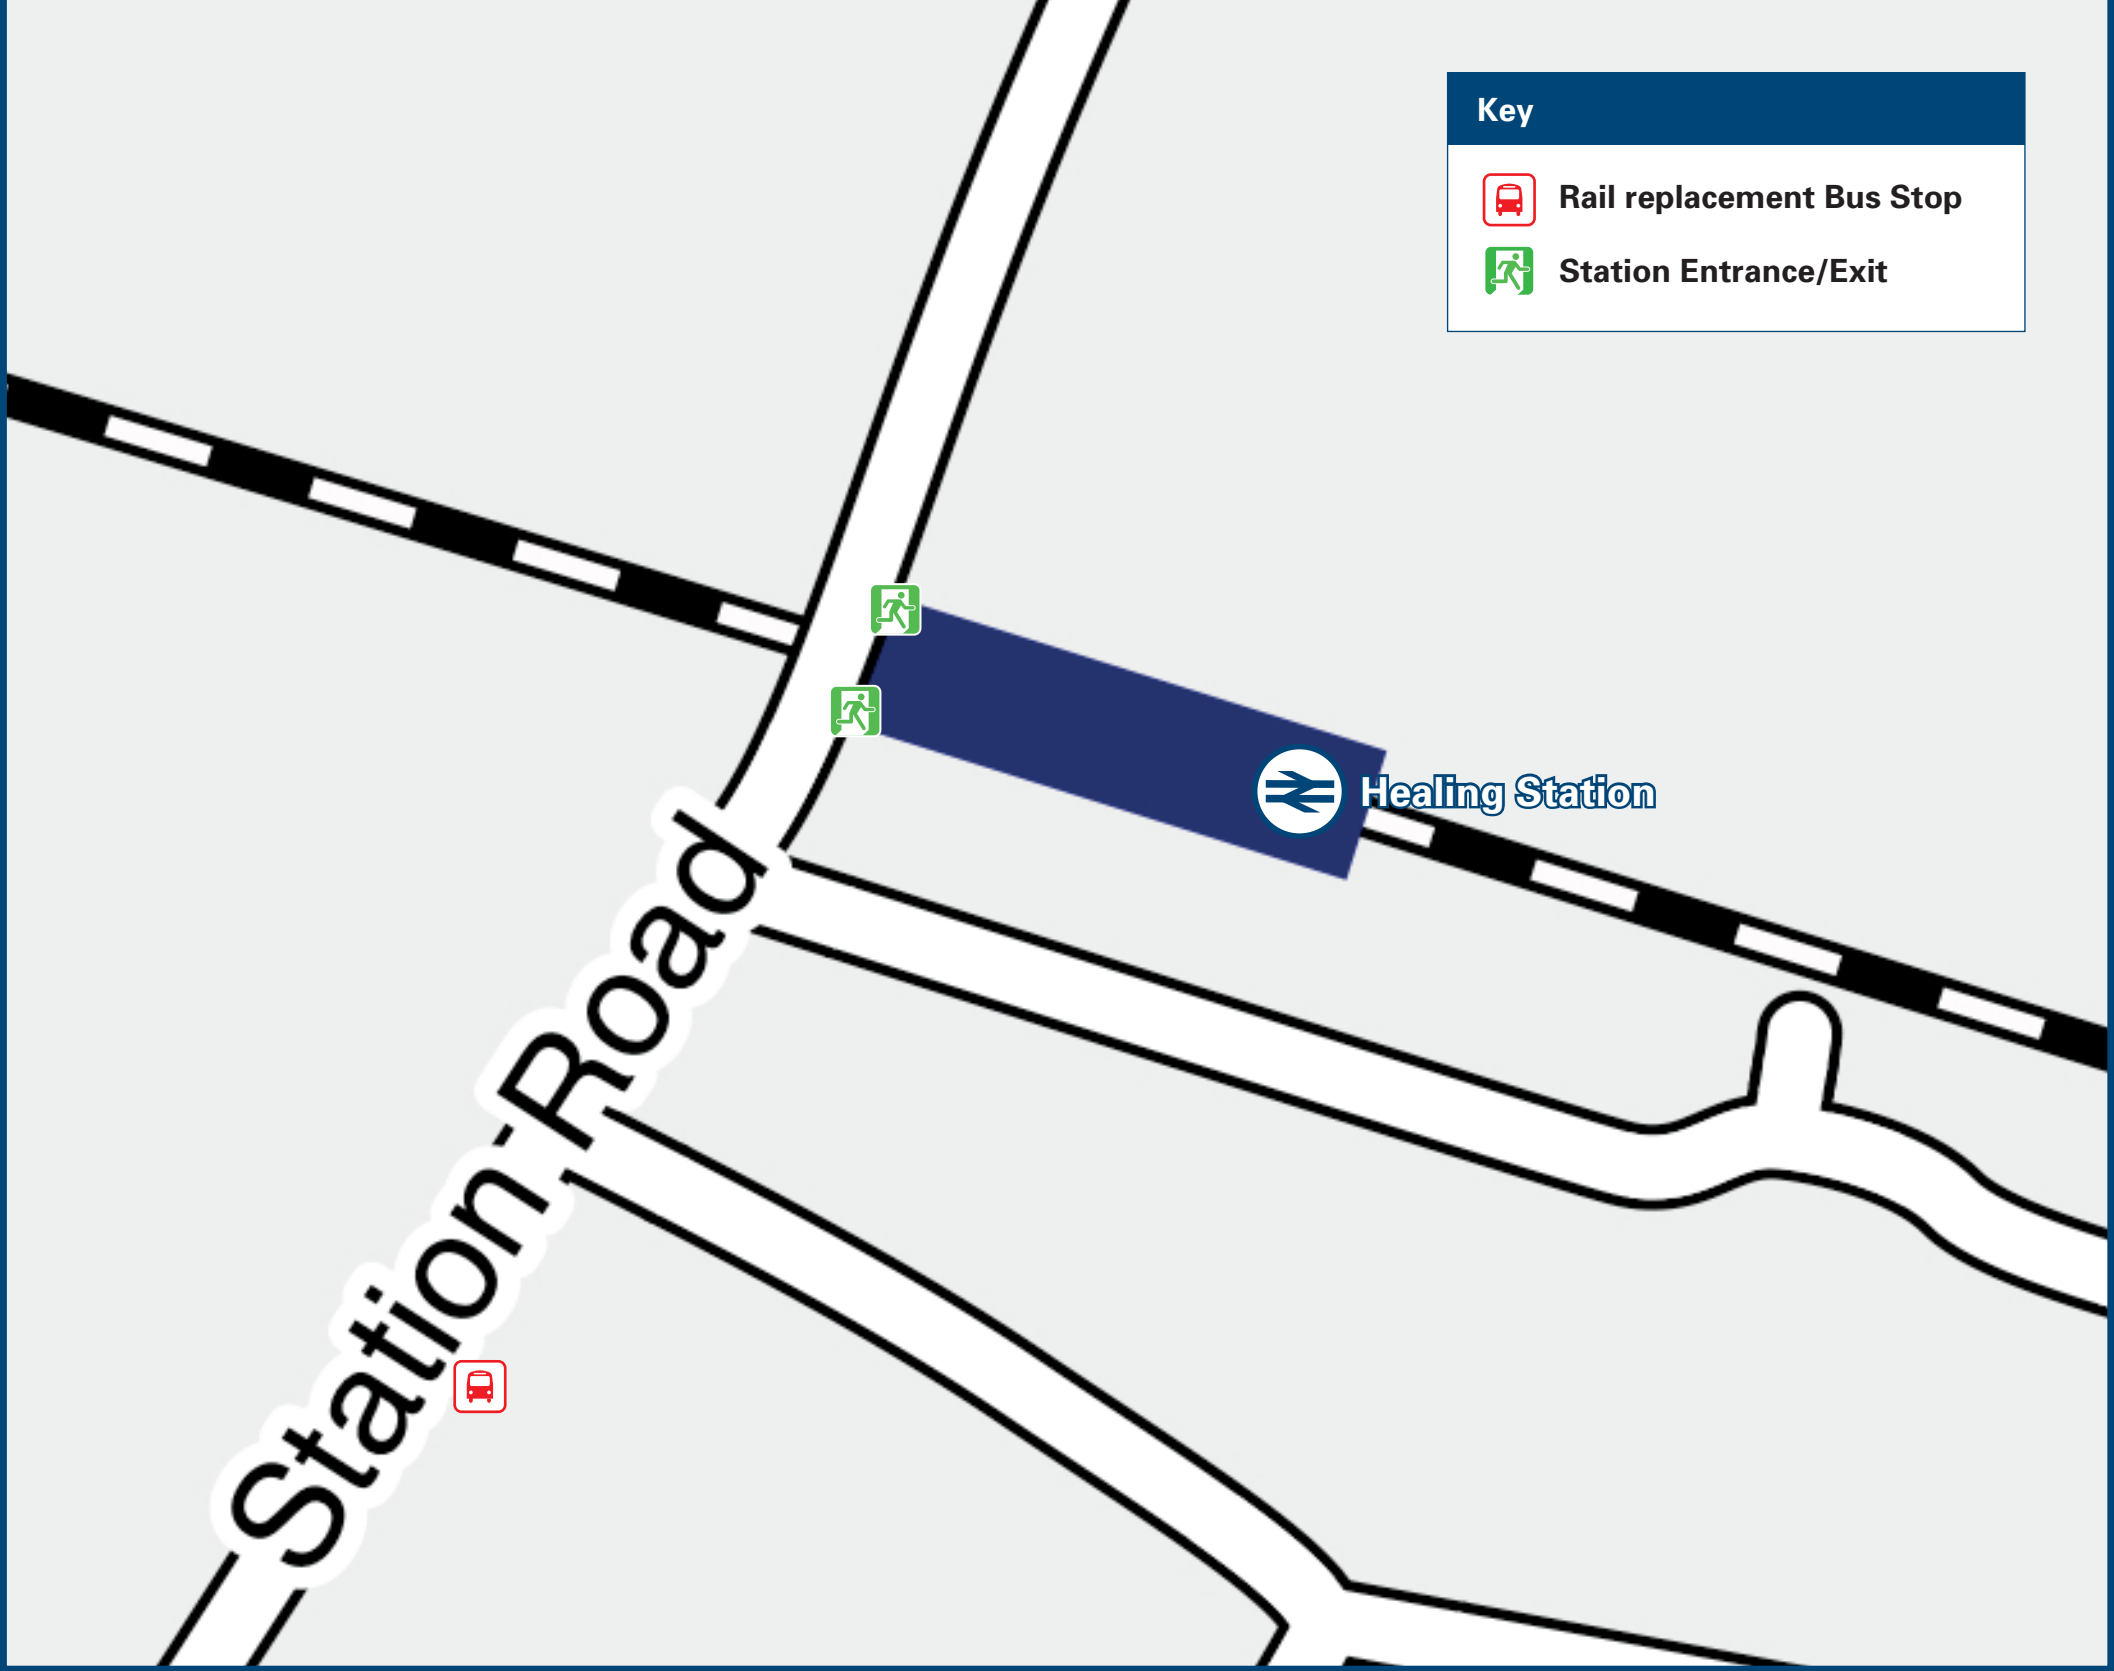 Key
Rail replacement Bus Stop
Station Entrance/Exit
Healing Station
Station Road